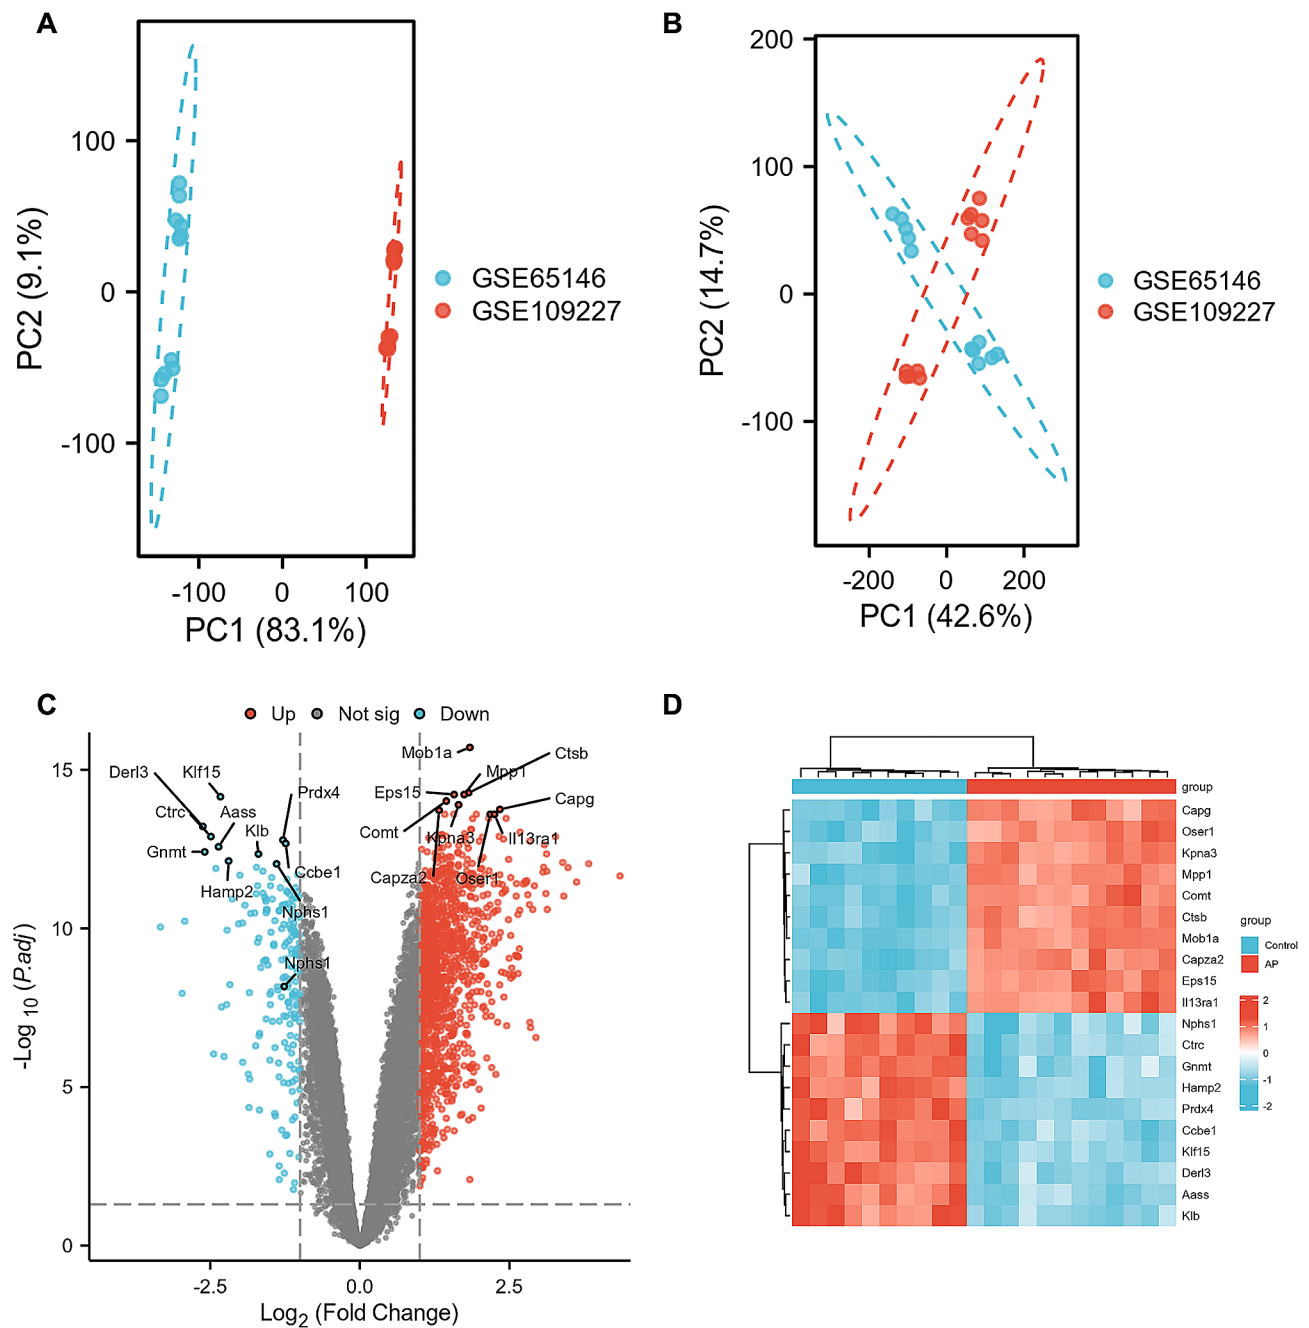 A
100
0
-100
PC2 (9.1%)
-100 0 100
PC1 (83.1%)
GSE65146
GSE109227
B
200
100
0
-100
PC2 (14.7%)
-200 0 200
PC1 (42.6%)
GSE65146
GSE109227
C
Up Not sig Down
15
10
5
0
-Log10 (P.adj)
Mob1a
Ctsb
Derl3
Klf15
Mpp1
Eps15
Prdx4
Capg
Ctrc
Aass
Klb
Comt
Kpna3
Il13ra1
Gnmt
Ccbe1
Capza2
Oser1
Hamp2
Nphs1
Nphs1
-2.5 0.0 2.5
Log2 (Fold Change)
D
group
Capg
Oser1
Kpna3
Mpp1
Comt
Ctsb
Mob1a
Capza2
Eps15
Il13ra1
Nphs1
Ctrc
Gnmt
Hamp2
Prdx4
Ccbe1
Klf15
Derl3
Aass
Klb
group
Control
AP
2
1
0
-1
-2